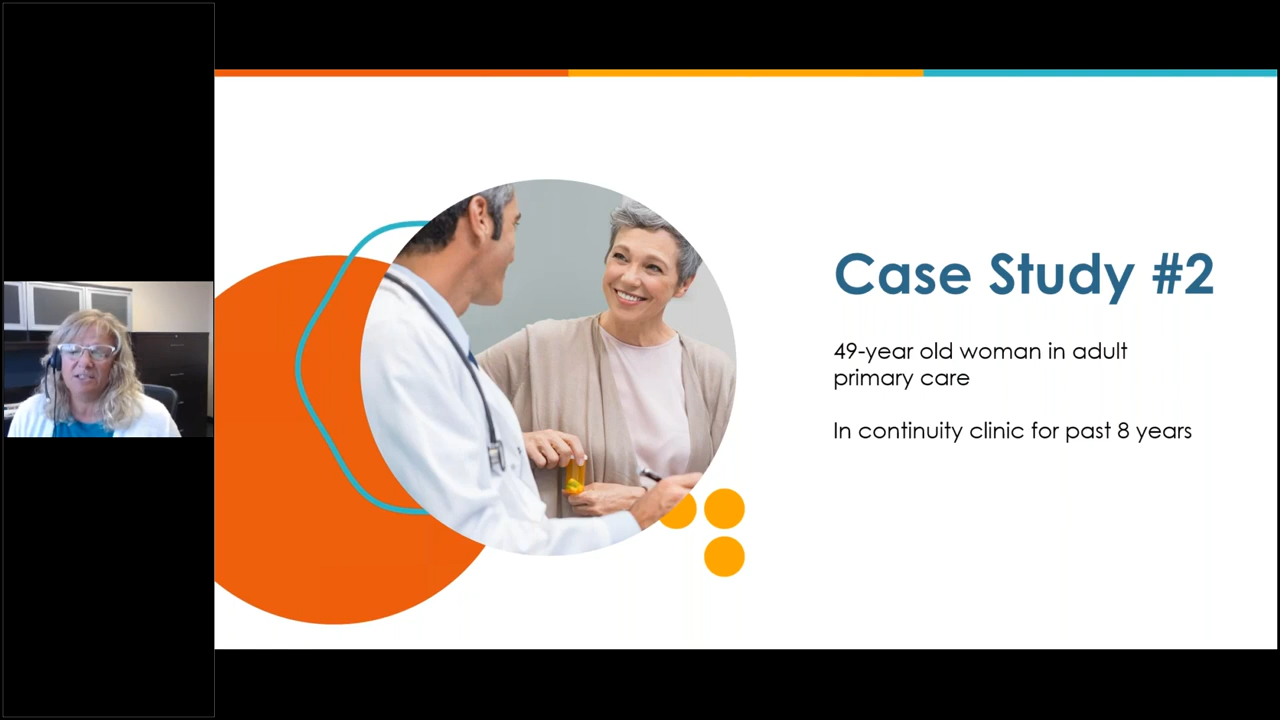 Case Study #2
49-year old woman in adult
primary care
In continuity clinic for past 8 years